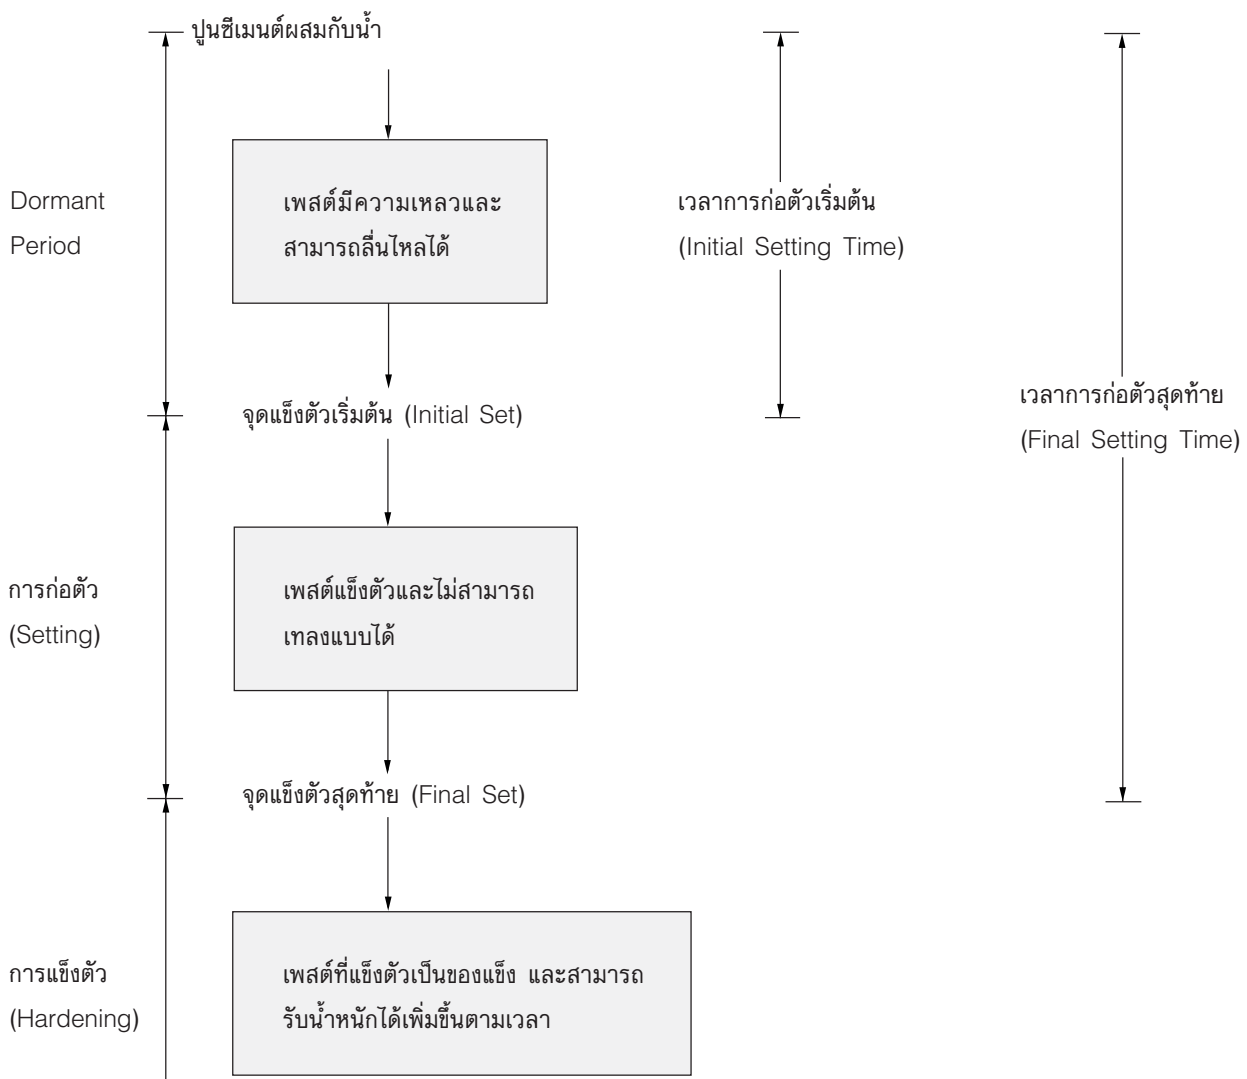 ปูนซีเมนต์ผสมกับน้ำ
Dormant
Period
เพสต์มีความเหลวและ
สามารถลื่นไหลได้
เวลาการก่อตัวเริ่มต้น
(Initial Setting Time)
จุดแข็งตัวเริ่มต้น (Initial Set)
เวลาการก่อตัวสุดท้าย
(Final Setting Time)
การก่อตัว
(Setting)
เพสต์แข็งตัวและไม่สามารถ
เทลงแบบได้
จุดแข็งตัวสุดท้าย (Final Set)
การแข็งตัว
(Hardening)
เพสต์ที่แข็งตัวเป็นของแข็ง และสามารถ
รับน้ำหนักได้เพิ่มขึ้นตามเวลา